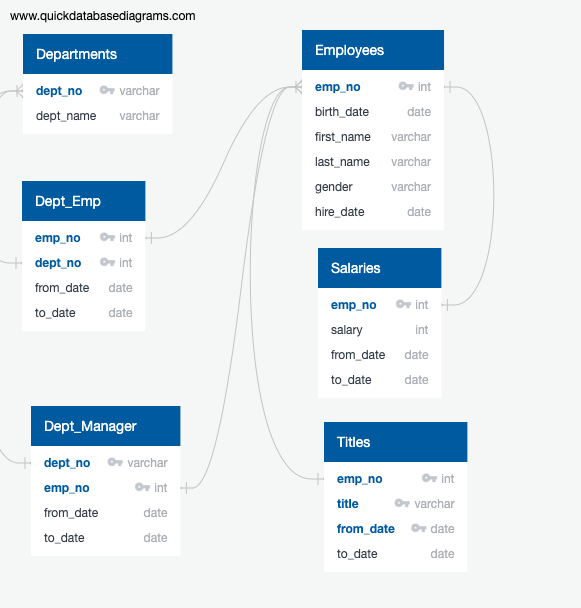 www.quickdatabasediagrams.com
Departments
dept_no varchar
dept_name varchar
Employees
emp_no int
birth_date date
first_name varchar
last_name varchar
gender varchar
hire_date date
Dept_Emp
emp_no int
dept_no int
from_date date
to_date date
Salaries
emp_no int
salary int
from_date date
to_date date
Dept_Manager
dept_no varchar
emp_no int
from_date date
to_date date
Titles
emp_no int
title varchar
from_date date
to_date date